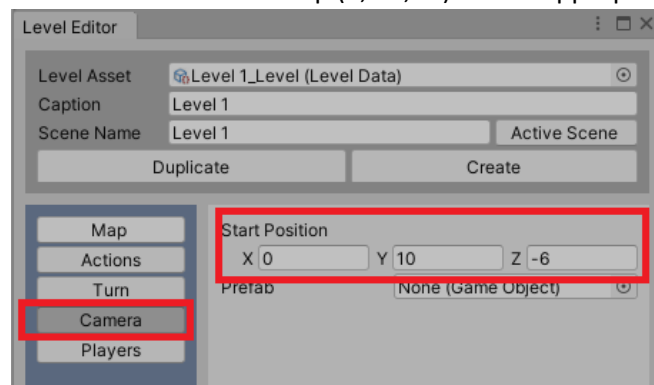 Level Editor
Level Asset Level 1_Level (Level Data)
Caption Level 1
Scene Name Level 1 Active Scene
Duplicate Create
Map
Actions
Turn
Camera
Players
Start Position
X 0 Y 10 Z -6
Prefab None (Game Object)